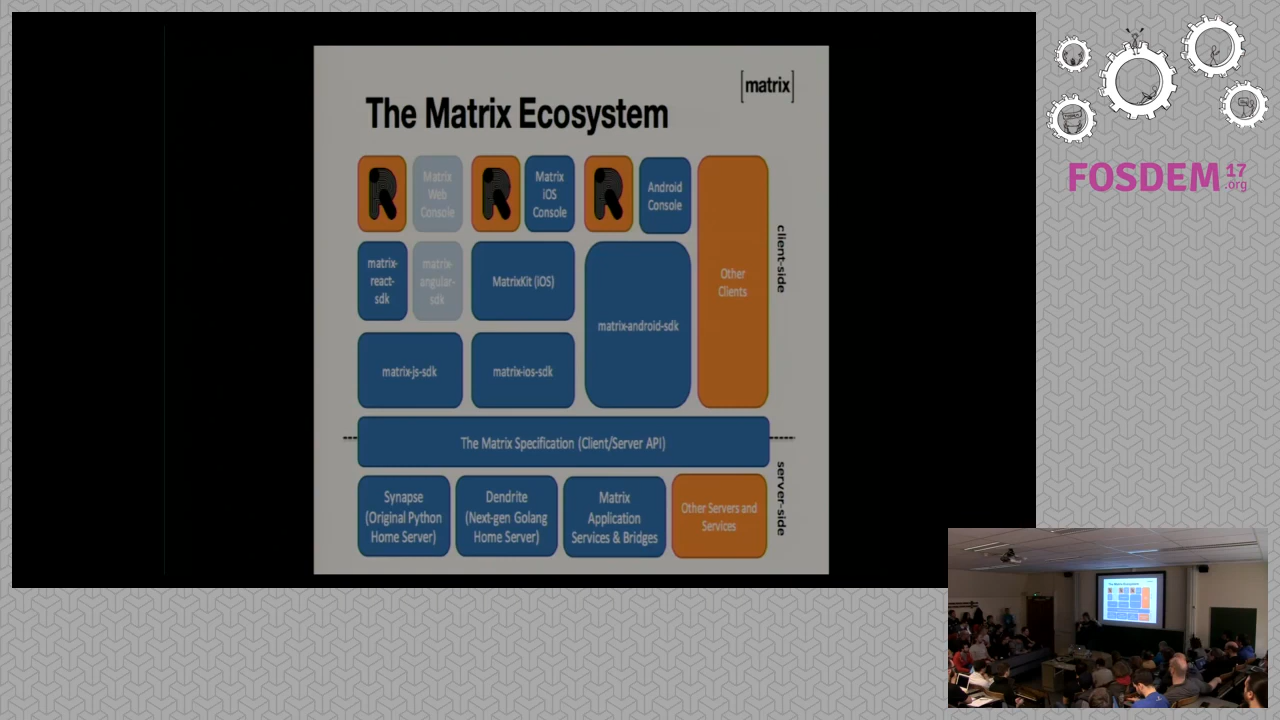 [matrix]
The Matrix Ecosystem
Matrix
Web
Console
Matrix
iOS
Console
Android
Console
Other
Clients
client-side
matrix-
react-
sdk
matrix-
angular-
sdk
MatrixKit (iOS)
matrix-android-sdk
matrix-js-sdk
matrix-ios-sdk
The Matrix Specification (Client/Server API)
server-side
Synapse
(Original Python
Home Server)
Dendrite
(Next-gen Golang
Home Server)
Matrix
Application
Services & Bridges
Other Servers and
Services
FOSDEM 17
.org